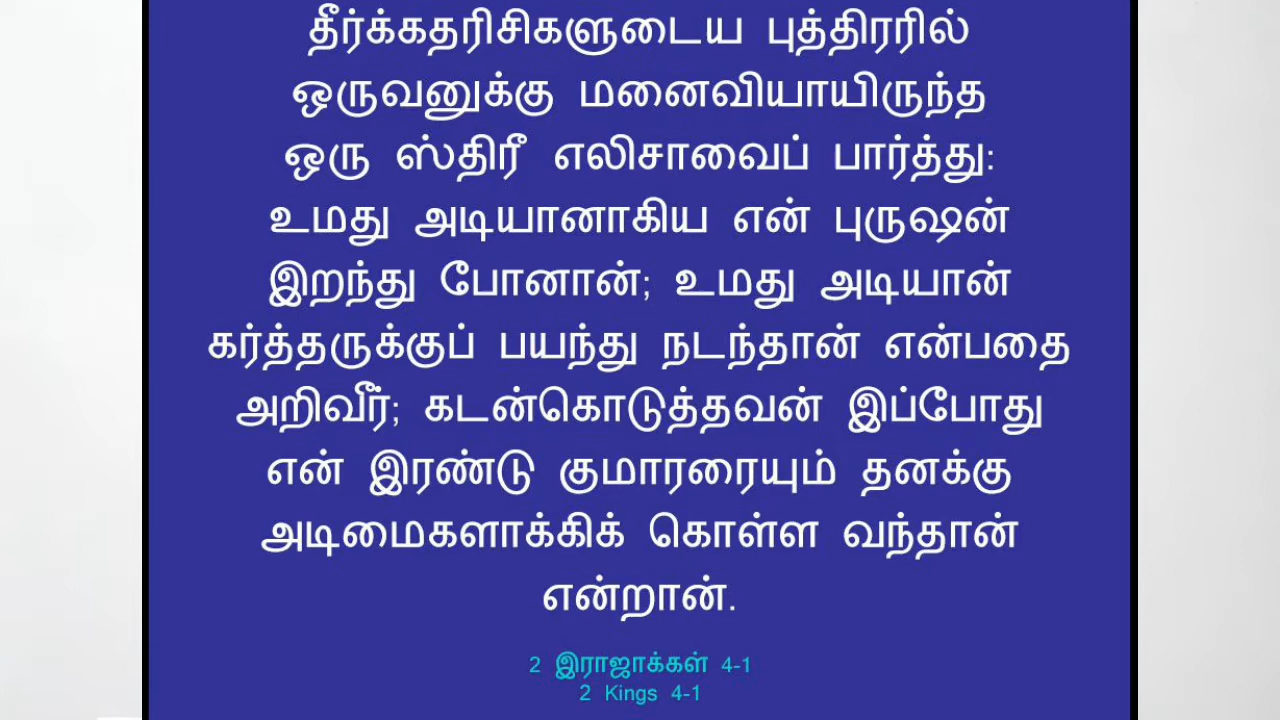 தீர்க்கதரிசிகளுடைய புத்திரரில்
ஒருவனுக்கு மனைவியாயிருந்த
ஒரு ஸ்திரீ எலிசாவைப் பார்த்து:
உமது அடியானாகிய என் புருஷன்
இறந்து போனான்; உமது அடியான்
கர்த்தருக்குப் பயந்து நடந்தான் என்பதை
அறிவீர்; கடன்கொடுத்தவன் இப்போது
என் இரண்டு குமாரரையும் தனக்கு
அடிமைகளாக்கிக் கொள்ள வந்தான்
என்றான்.
2 இராஜாக்கள் 4-1
2 Kings 4-1